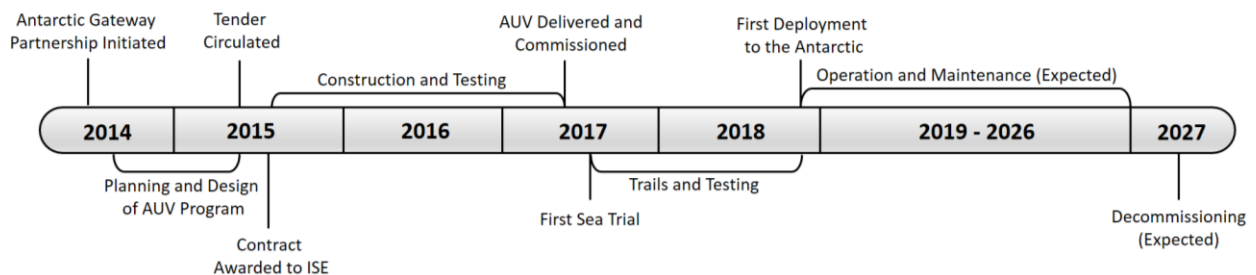 Antarctic Gateway
Partnership Initiated
Tender
Circulated
AUV Delivered and
Commissioned
First Deployment
to the Antarctic
Construction and Testing
Operation and Maintenance (Expected)
2014
2015
2016
2017
2018
2019 - 2026
2027
Planning and Design
of AUV Program
Trails and Testing
First Sea Trial
Contract
Awarded to ISE
Decommissioning
(Expected)